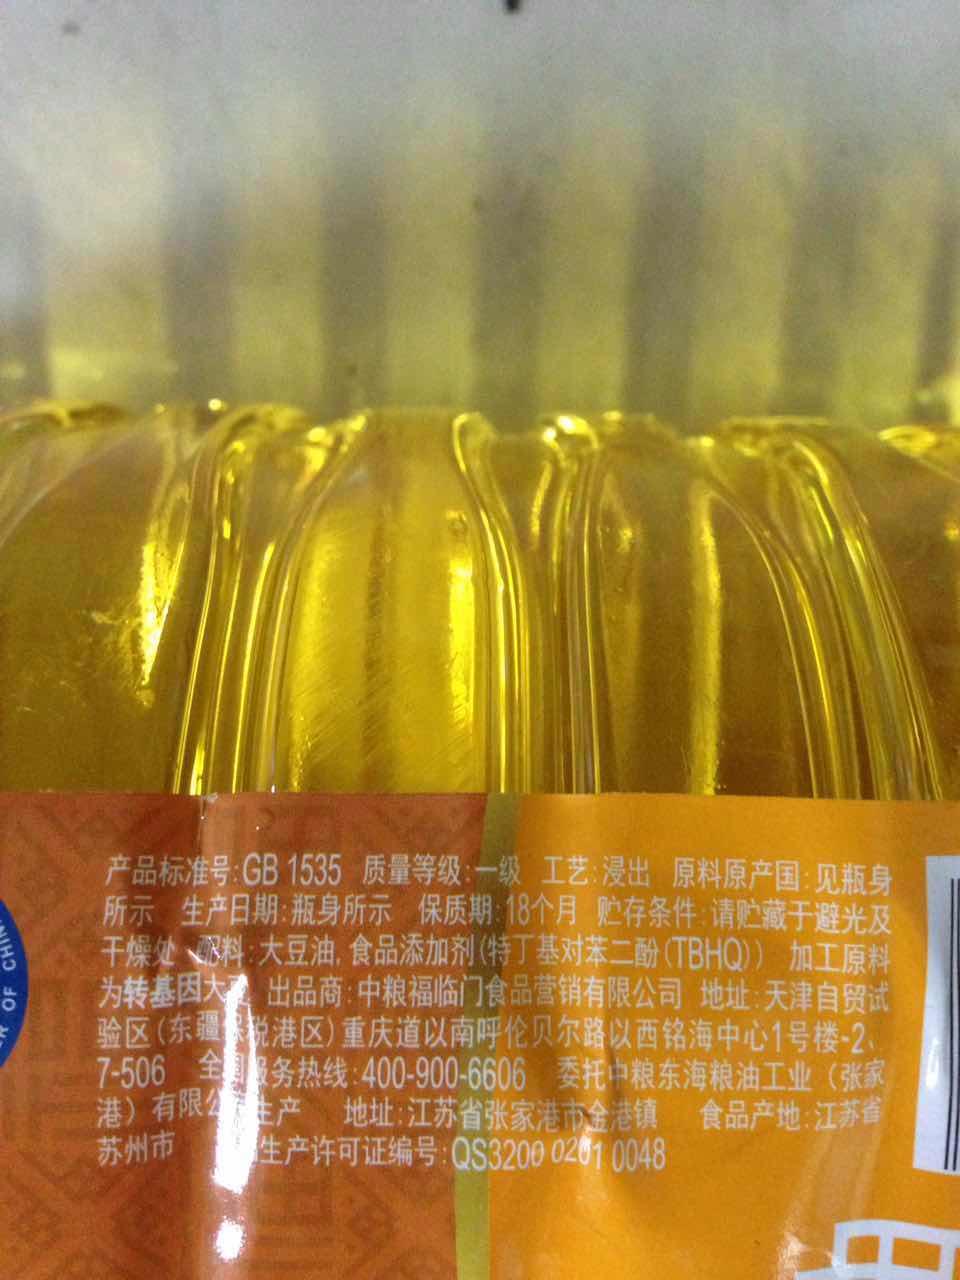 产品标准号:GB 1535 质量等级:一级 工艺:浸出 原料原产国:见瓶身
所示 生产日期:瓶身所示 保质期:18个月 贮存条件:请贮藏于避光及
干燥处 配料:大豆油,食品添加剂(特丁基对苯二酚(TBHQ)) 加工原料
为转基因大豆 出品商:中粮福临门食品营销有限公司 地址:天津自贸试
验区(东疆保税港区)重庆道以南呼伦贝尔路以西铭海中心1号楼-2、
7-506 全国服务热线:400-900-6606 委托中粮东海粮油工业(张家
港)有限公司生产 地址:江苏省张家港市金港镇 食品产地:江苏省
苏州市 生产许可证编号:QS3200 0201 0048
R OF CHIN